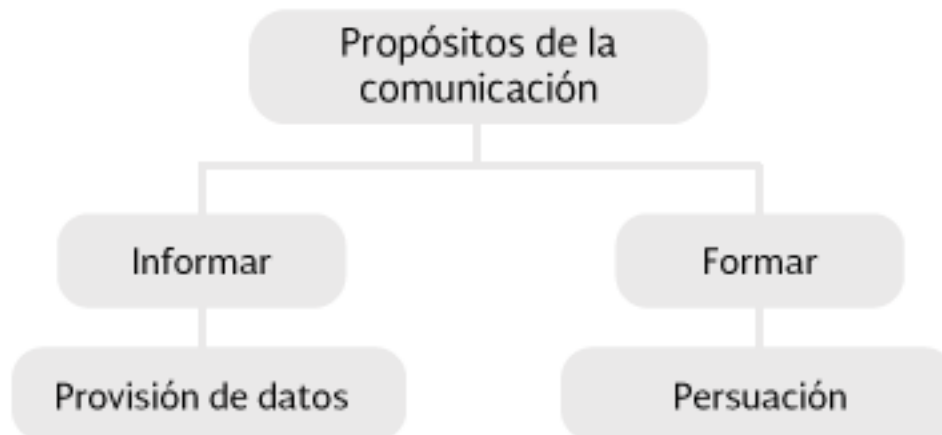 Propósitos de la
comunicación
Informar
Formar
Provisión de datos
Persuación